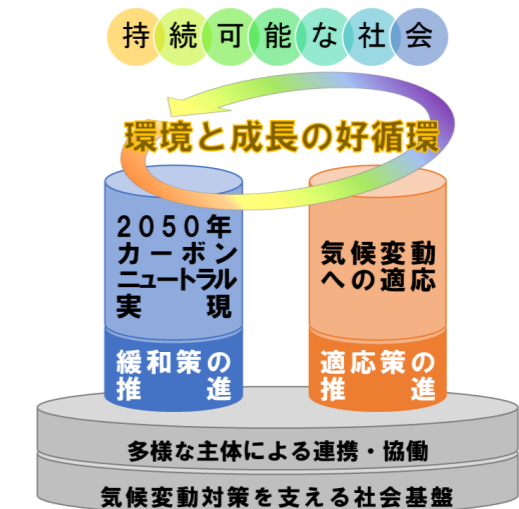 持続可能な社会
環境と成長の好循環
2050年
カーボン
ニュートラル
実現
緩和策の
推進
気候変動
への適応
適応策の
推進
多様な主体による連携・協働
気候変動対策を支える社会基盤